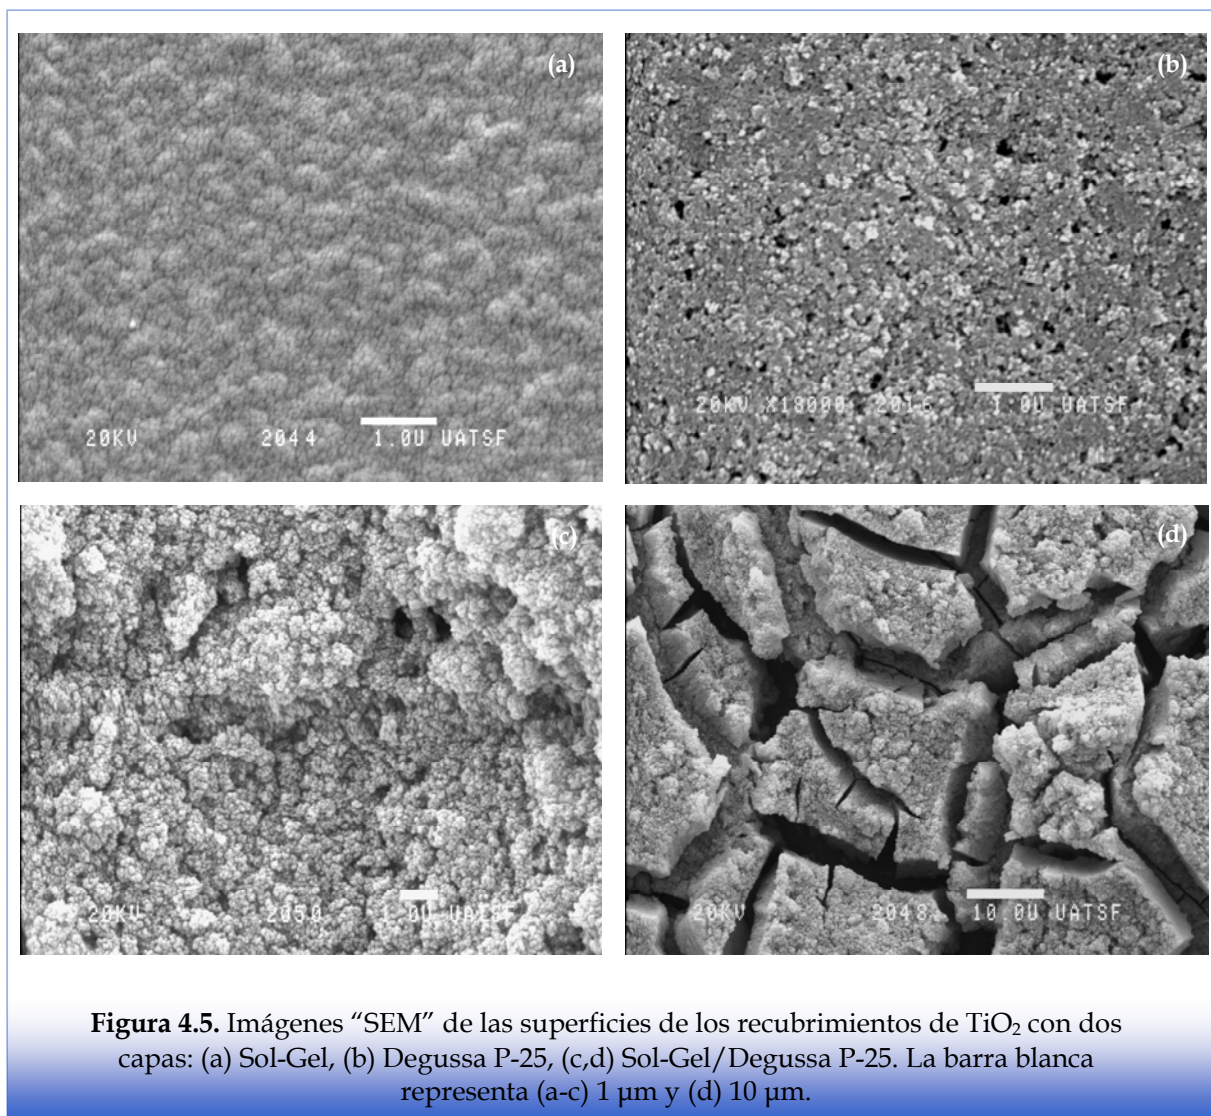 (a)
20KV 2044 1.0U UATSF
(b)
20KV X18000 2016 1.0U UATSF
(c)
20KV 2050 1.0U UATSF
(d)
20KV 2048 10.0U UATSF
Figura 4.5. Imágenes “SEM” de las superficies de los recubrimientos de TiO₂ con dos
capas: (a) Sol-Gel, (b) Degussa P-25, (c,d) Sol-Gel/Degussa P-25. La barra blanca
representa (a-c) 1 µm y (d) 10 µm.